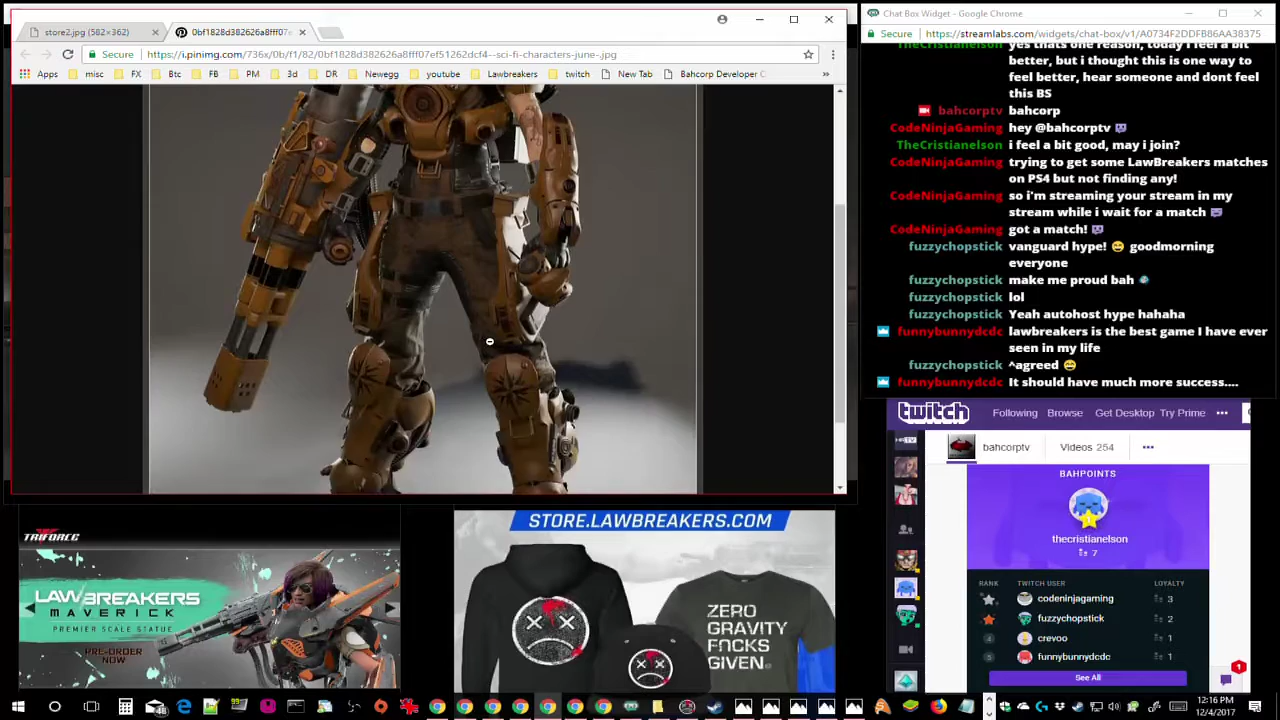 store2.jpg (582×362)
0bf1828d382626a8fff07e
Secure
https://i.pinimg.com/736x/0b/f1/82/0bf1828d382626a8fff07ef51262dcf4--sci-fi-characters-june-.jpg
Apps misc FX Btc FB PM 3d DR Newegg youtube Lawbreakers twitch New Tab Bahcorp Developer C »
Chat Box Widget - Google Chrome
Secure https://streamlabs.com/widgets/chat-box/v1/A0734F2DDFB86AA38375
TheCristianelson yes thats one reason, today i feel a bit
better, but i thought this is one way to
feel better, hear someone and dont feel
this BS
bahcorptv bahcorp
CodeNinjaGaming hey @bahcorptv
TheCristianelson i feel a bit good, may i join?
CodeNinjaGaming trying to get some LawBreakers matches
on PS4 but not finding any!
CodeNinjaGaming so i'm streaming your stream in my
stream while i wait for a match
CodeNinjaGaming got a match!
fuzzychopstick vanguard hype! 😄 goodmorning
everyone
fuzzychopstick make me proud bah
fuzzychopstick lol
fuzzychopstick Yeah autohost hype hahaha
funnybunnydcdc lawbreakers is the best game I have ever
seen in my life
fuzzychopstick ^agreed 😄
funnybunnydcdc It should have much more success....
twitch Following Browse Get Desktop Try Prime •••
bahcorptv Videos 254 •••
BAHPOINTS
1
thecristianelson
7
RANK TWITCH USER LOYALTY
codeninjagaming 3
fuzzychopstick 2
4 crevoo 1
5 funnybunnydcdc 1
See All
1
TRIFORCE
LAWBREAKERS
MAVERICK
PREMIER SCALE STATUE
PRE-ORDER
NOW
STORE.LAWBREAKERS.COM
ZERO
GRAVITY
F*CKS
GIVEN
12:16 PM
12/4/2017